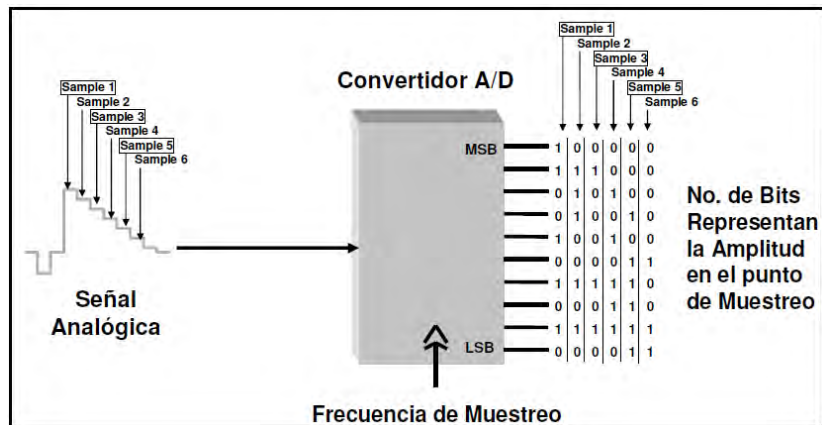 Sample 1
Sample 2
Sample 3
Sample 4
Sample 5
Sample 6
Señal
Analógica
Convertidor A/D
MSB
LSB
Frecuencia de Muestreo
Sample 1
Sample 2
Sample 3
Sample 4
Sample 5
Sample 6
1 0 0 0 0 0
1 1 1 0 0 0
0 1 0 1 0 0
0 1 0 0 1 0
1 0 0 1 0 0
0 0 0 0 1 1
1 1 1 1 1 0
0 0 0 1 1 0
1 1 1 1 1 1
0 0 0 0 1 1
No. de Bits
Representan
la Amplitud
en el punto
de Muestreo